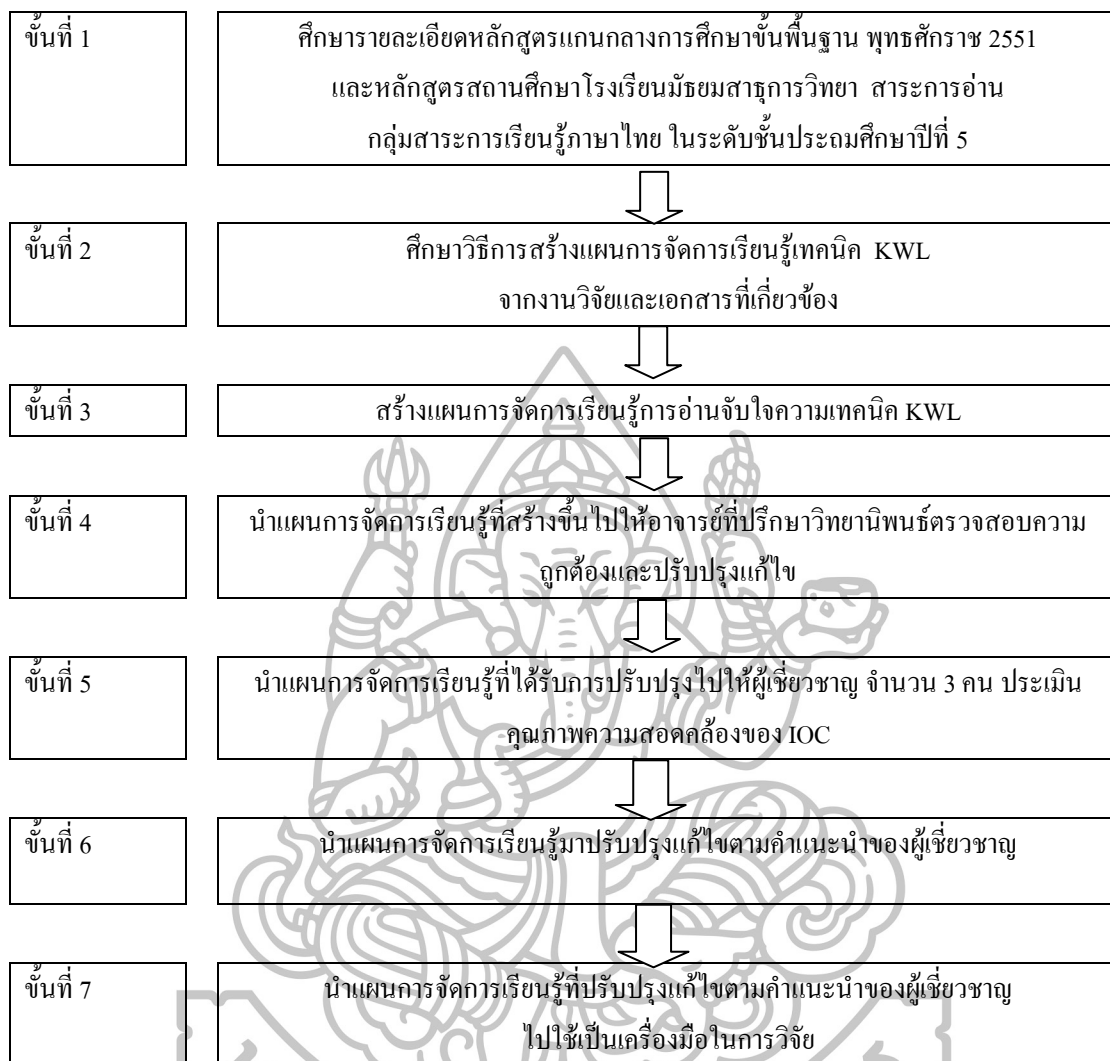 ขั้นที่ 1
ศึกษารายละเอียดหลักสูตรแกนกลางการศึกษาขั้นพื้นฐาน พุทธศักราช 2551
และหลักสูตรสถานศึกษาโรงเรียนมัธยมสาธุการวิทยา สาระการอ่าน
กลุ่มสาระการเรียนรู้ภาษาไทย ในระดับชั้นประถมศึกษาปีที่ 5
ขั้นที่ 2
ศึกษาวิธีการสร้างแผนการจัดการเรียนรู้เทคนิค KWL
จากงานวิจัยและเอกสารที่เกี่ยวข้อง
ขั้นที่ 3
สร้างแผนการจัดการเรียนรู้การอ่านจับใจความเทคนิค KWL
ขั้นที่ 4
นำแผนการจัดการเรียนรู้ที่สร้างขึ้นไปให้อาจารย์ที่ปรึกษาวิทยานิพนธ์ตรวจสอบความ
ถูกต้องและปรับปรุงแก้ไข
ขั้นที่ 5
นำแผนการจัดการเรียนรู้ที่ได้รับการปรับปรุงไปให้ผู้เชี่ยวชาญ จำนวน 3 คน ประเมิน
คุณภาพความสอดคล้องของ IOC
ขั้นที่ 6
นำแผนการจัดการเรียนรู้มาปรับปรุงแก้ไขตามคำแนะนำของผู้เชี่ยวชาญ
ขั้นที่ 7
นำแผนการจัดการเรียนรู้ที่ปรับปรุงแก้ไขตามคำแนะนำของผู้เชี่ยวชาญ
ไปใช้เป็นเครื่องมือในการวิจัย